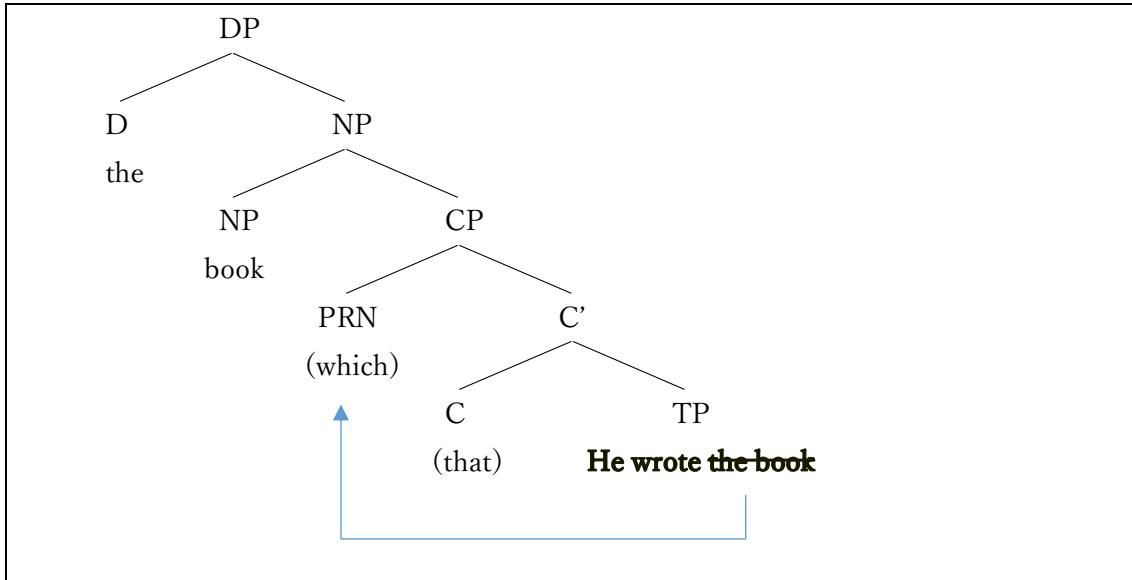 DP
D NP
the
NP CP
book
PRN C’
(which)
C TP
(that) He wrote the book